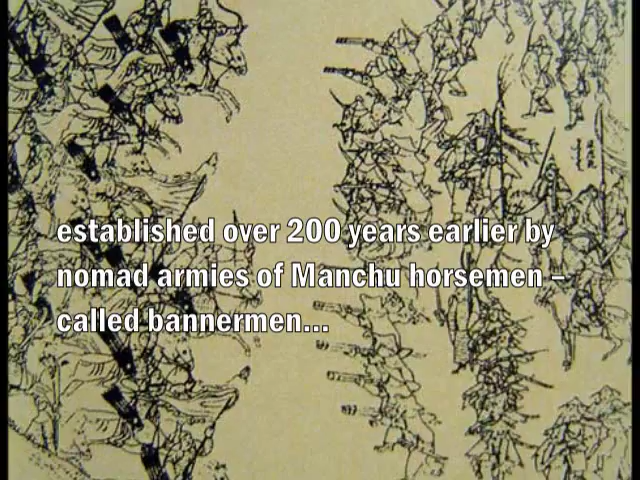 established over 200 years earlier by
nomad armies of Manchu horsemen –
called bannermen...